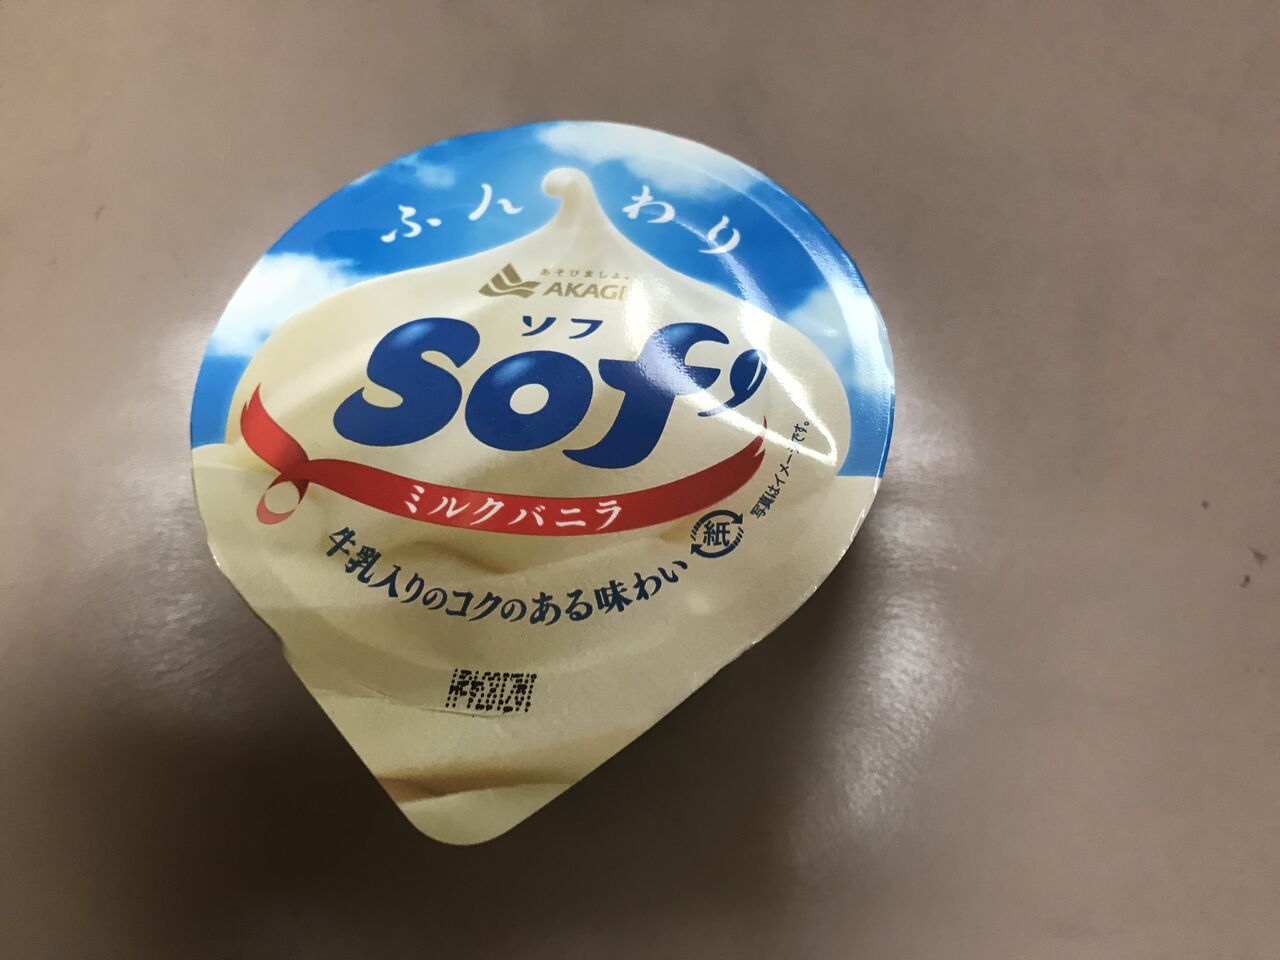 ふんわり
あそびましょ。
AKAGI
ソフ
Sof'
ミルクバニラ
牛乳入りのコクのある味わい
紙
写真はイメージです。